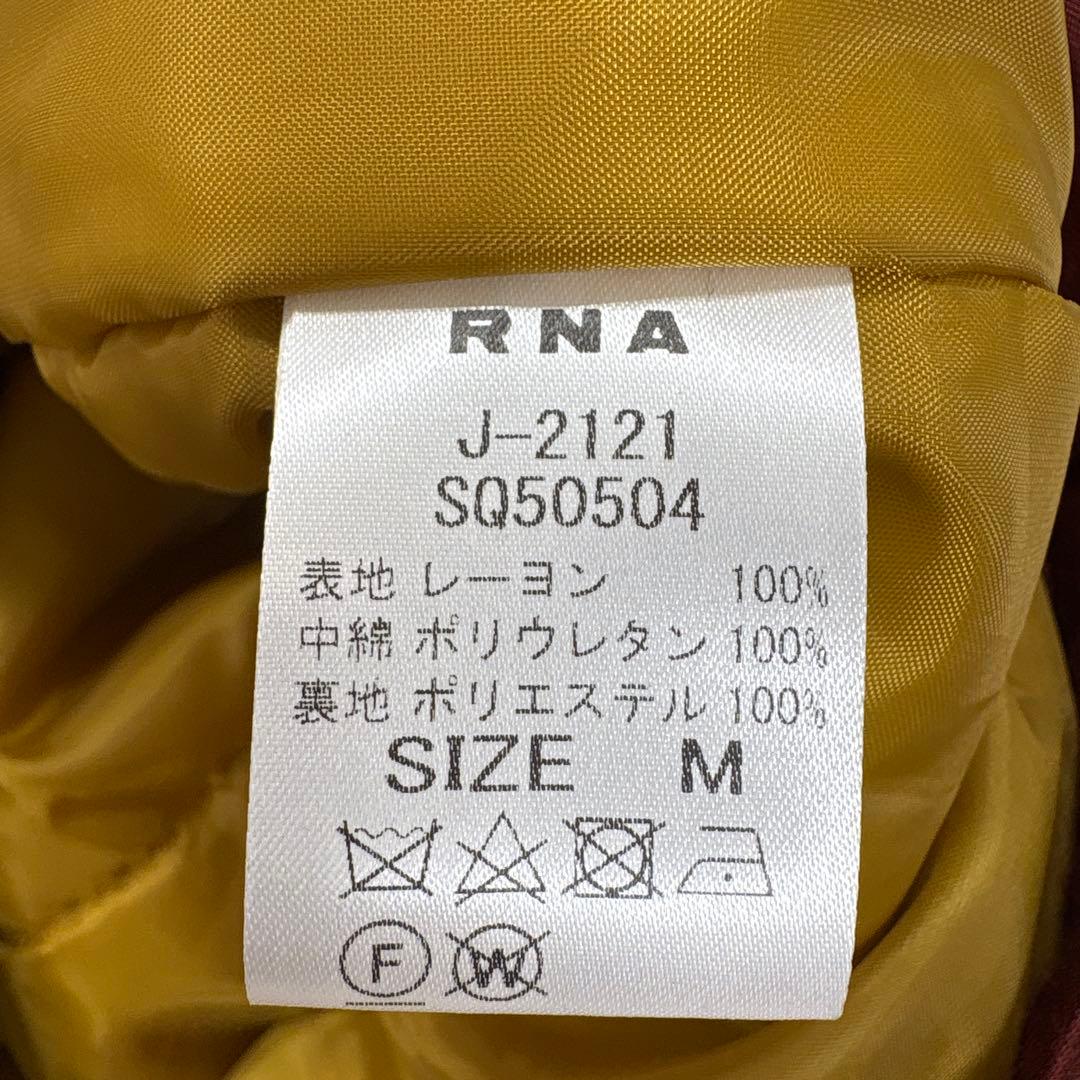 RNA
J-2121
SQ50504
表地 レーヨン 100%
中綿 ポリウレタン 100%
裏地 ポリエステル 100%
SIZE M
F W